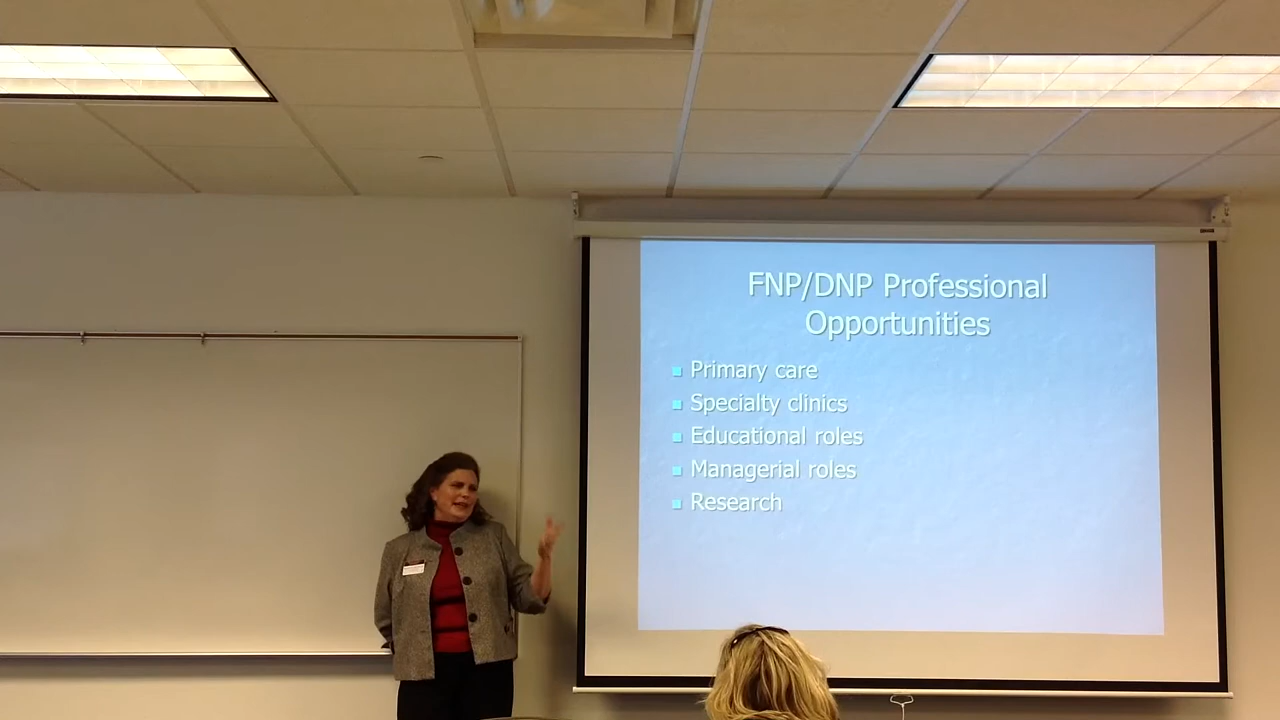 FNP/DNP Professional
Opportunities
Primary care
Specialty clinics
Educational roles
Managerial roles
Research